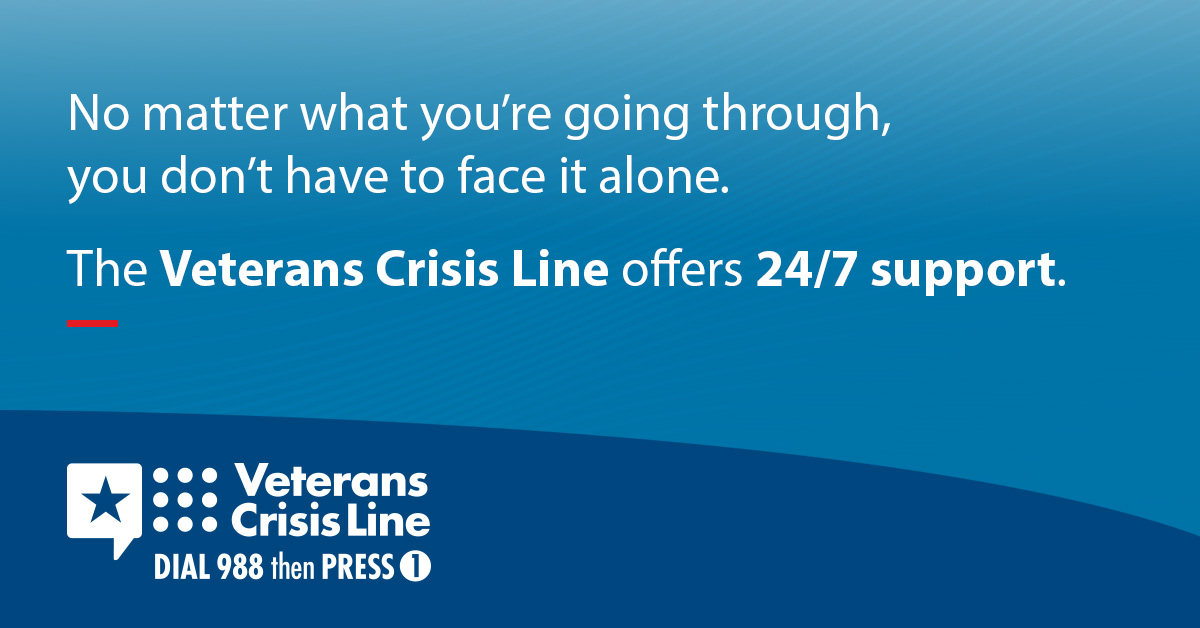 No matter what you’re going through,
you don’t have to face it alone.
The Veterans Crisis Line offers 24/7 support.
Veterans
Crisis Line
DIAL 988 then PRESS 1